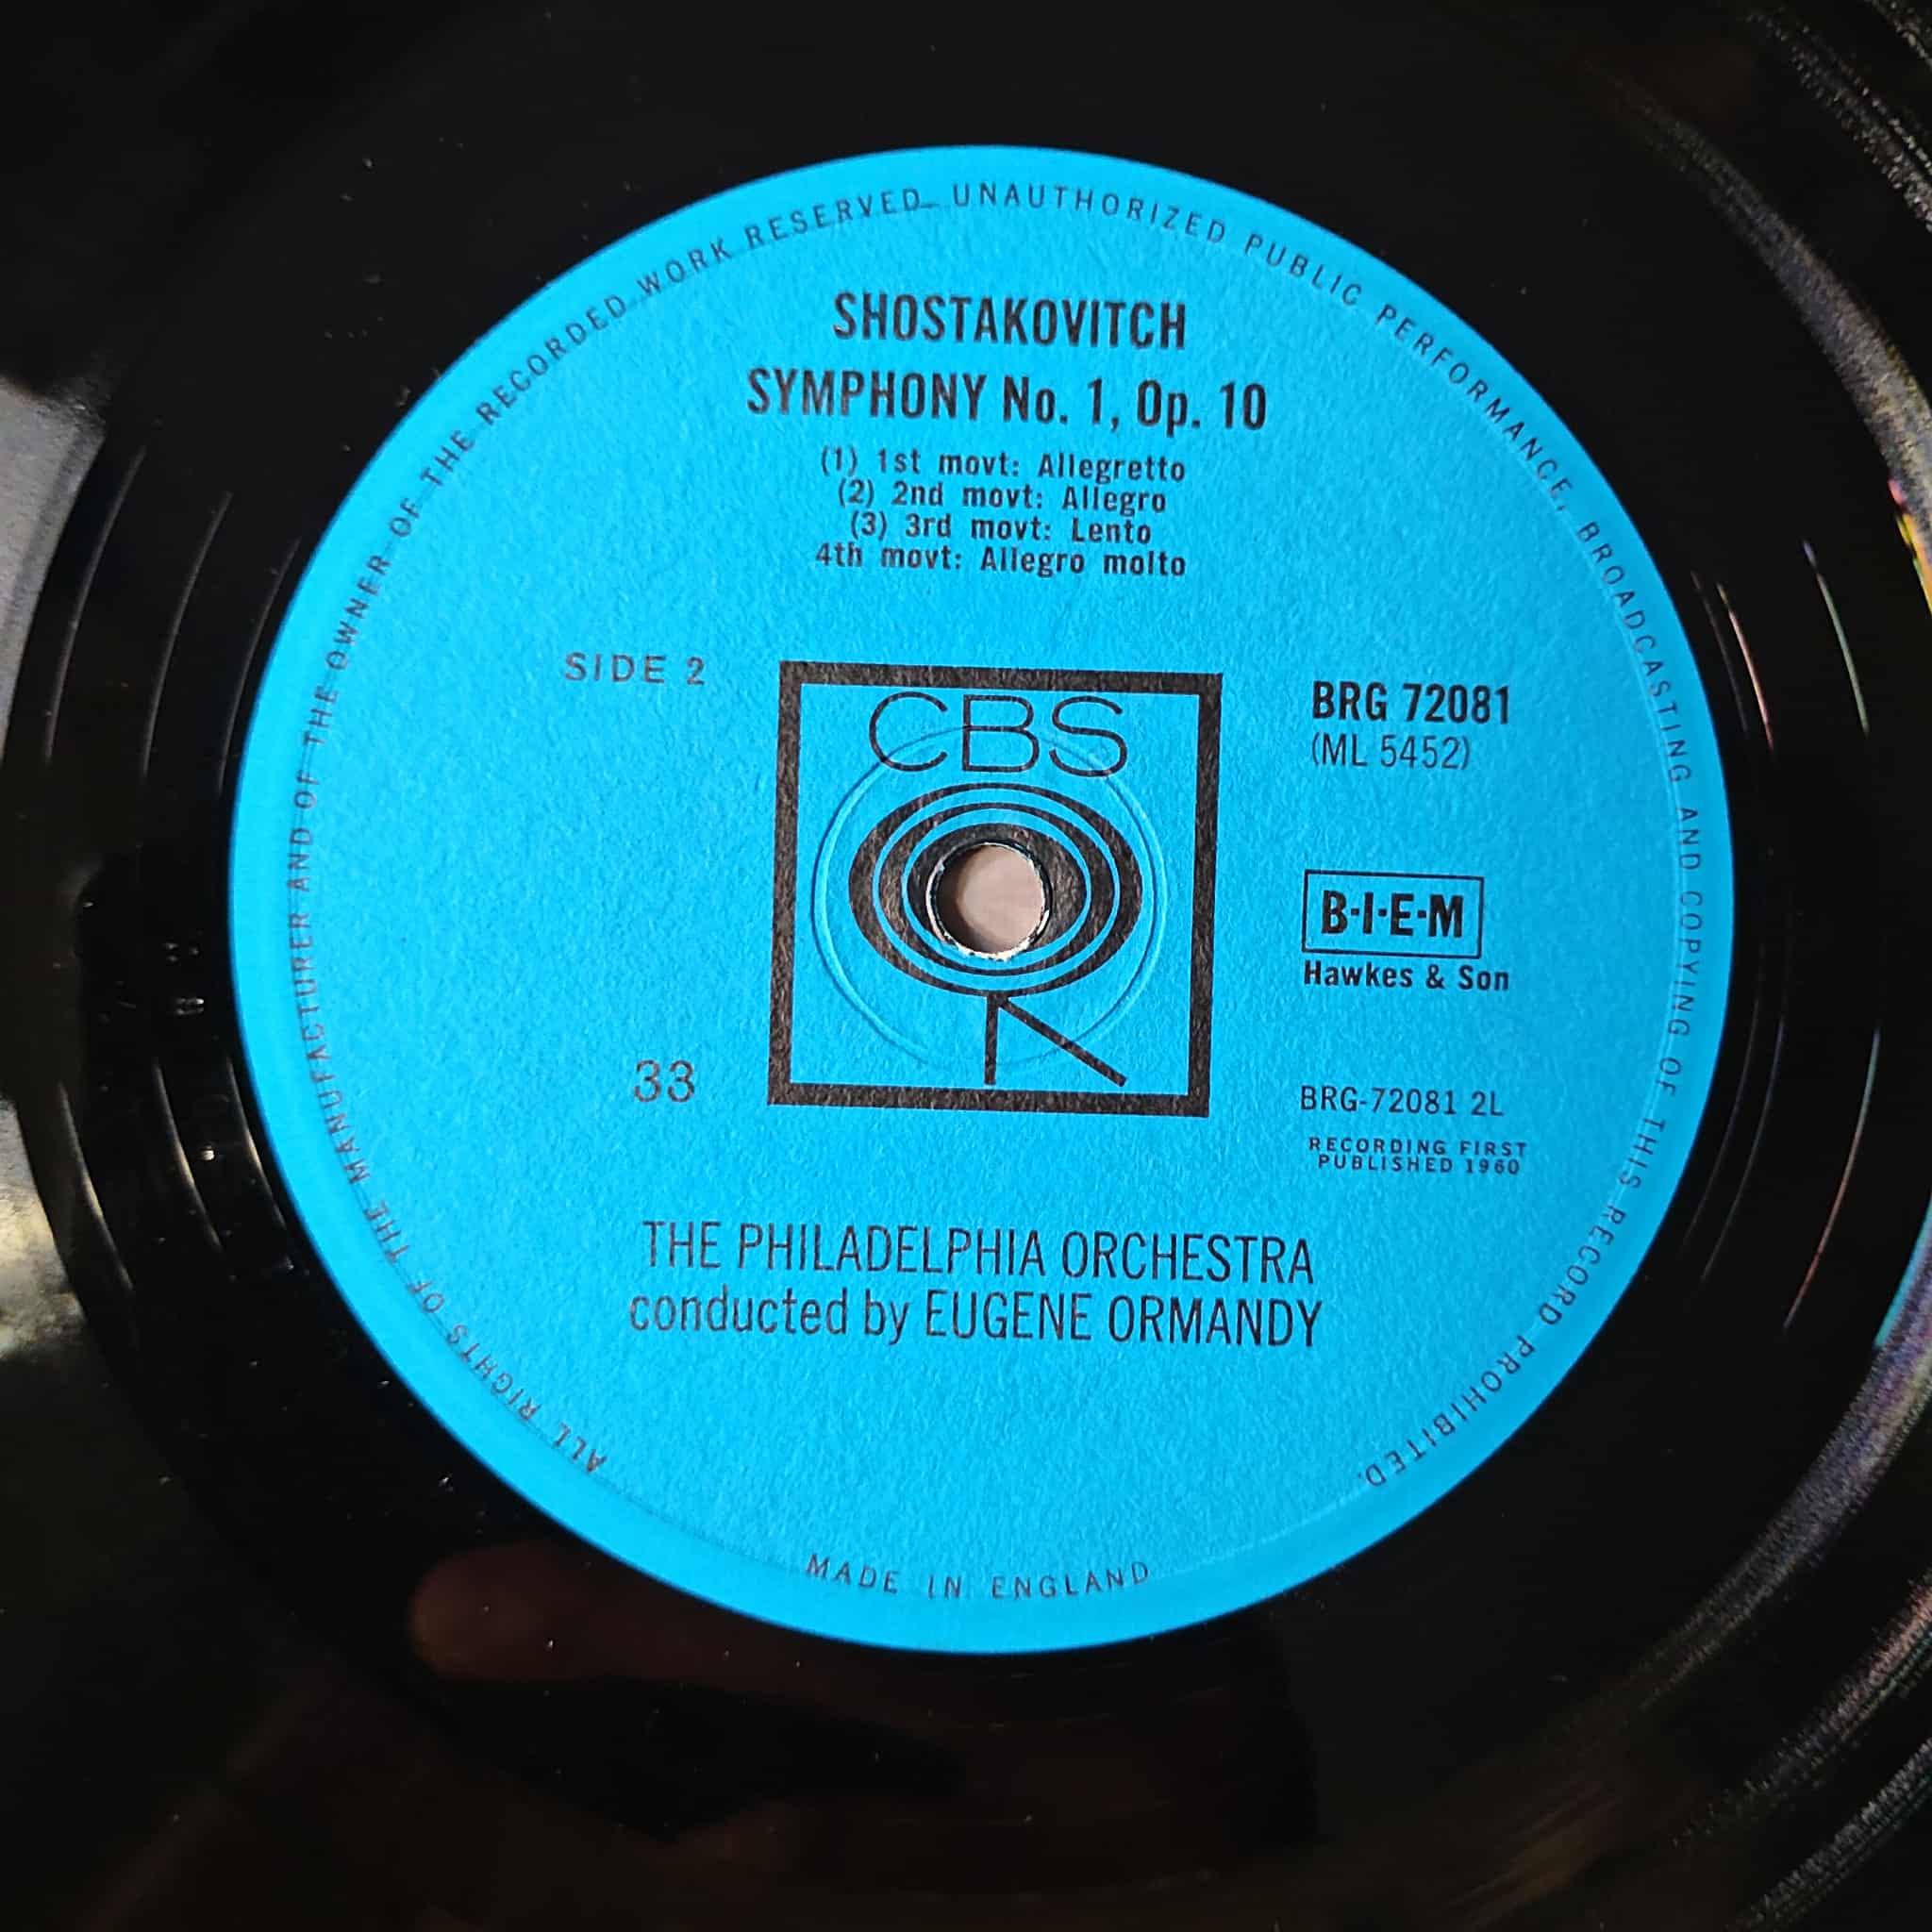 ALL RIGHTS OF THE MANUFACTURER AND OF THE OWNER OF THE RECORDED WORK RESERVED. UNAUTHORIZED PUBLIC PERFORMANCE, BROADCASTING AND COPYING OF THIS RECORD PROHIBITED.
SHOSTAKOVITCH
SYMPHONY No. 1, Op. 10
(1) 1st movt: Allegretto
(2) 2nd movt: Allegro
(3) 3rd movt: Lento
4th movt: Allegro molto
SIDE 2
CBS
BRG 72081
(ML 5452)
B·I·E·M
Hawkes & Son
33
BRG-72081 2L
RECORDING FIRST
PUBLISHED 1960
THE PHILADELPHIA ORCHESTRA
conducted by EUGENE ORMANDY
MADE IN ENGLAND